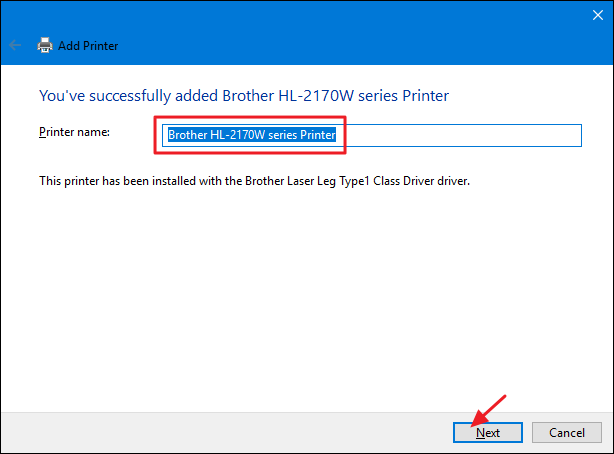 Add Printer
You've successfully added Brother HL-2170W series Printer
Printer name:
Brother HL-2170W series Printer
This printer has been installed with the Brother Laser Leg Type1 Class Driver driver.
Next
Cancel